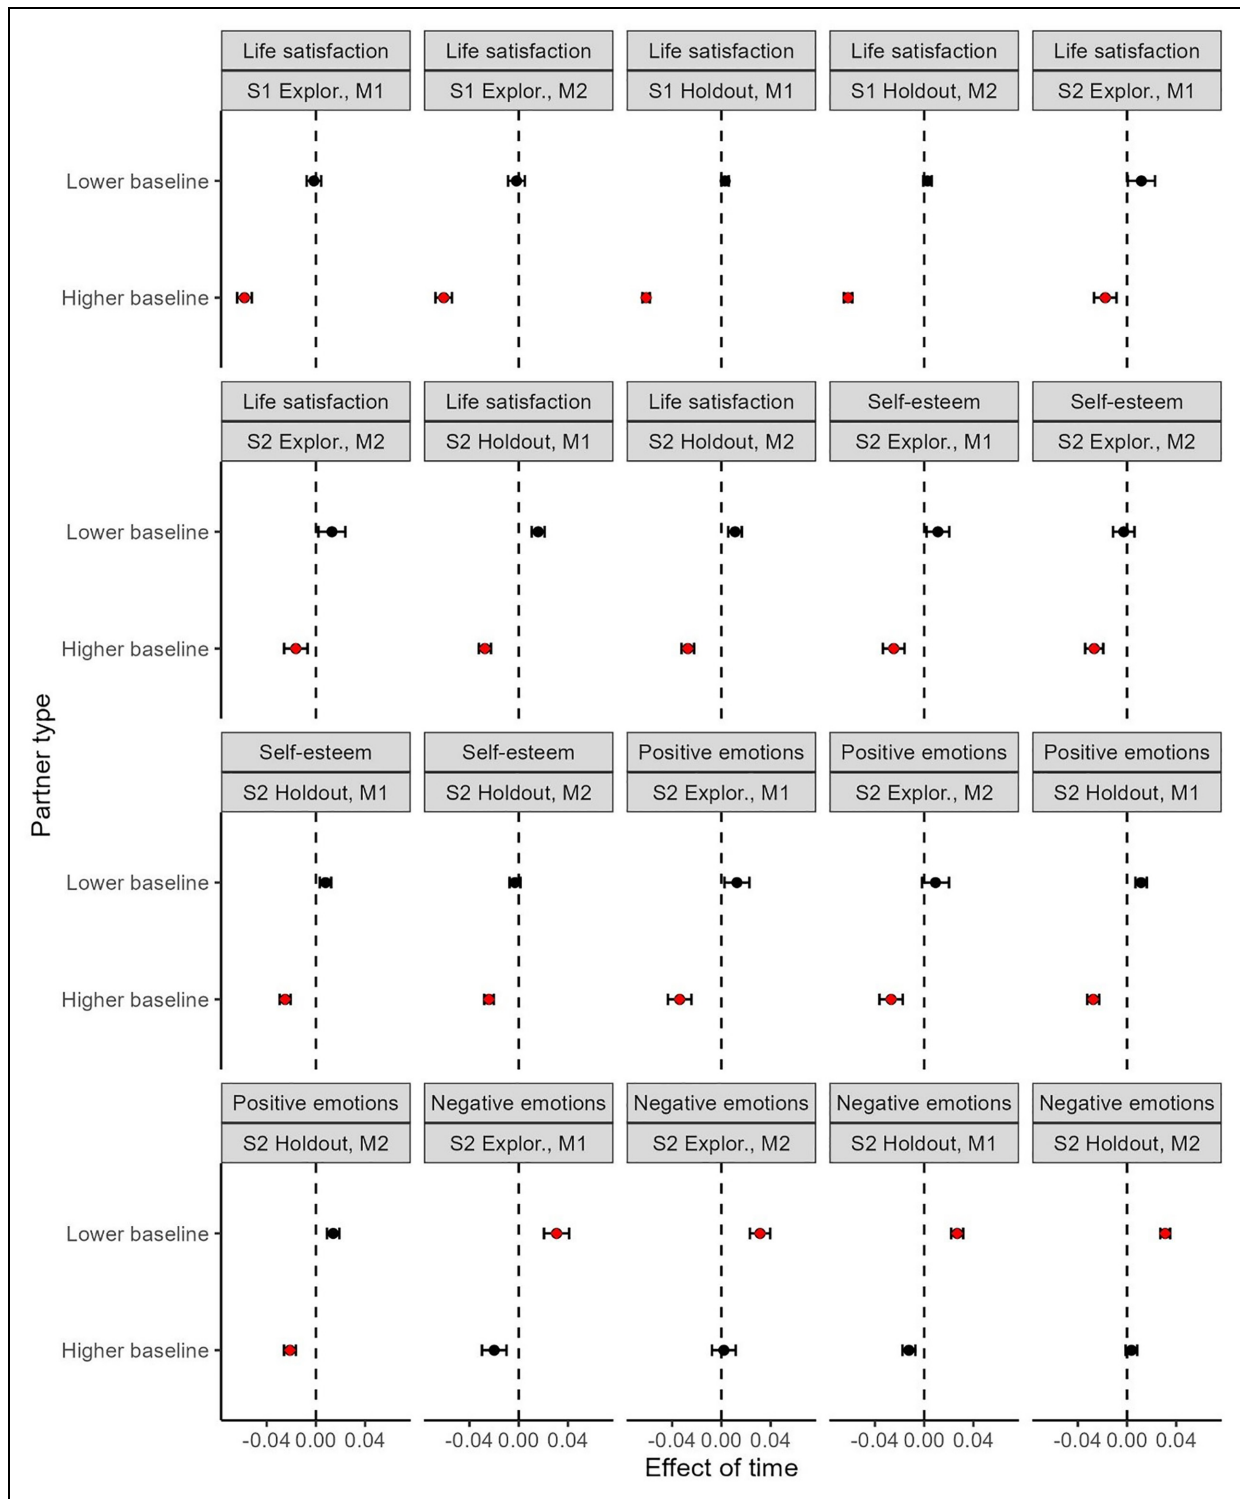 Life satisfaction Life satisfaction Life satisfaction Life satisfaction Life satisfaction
S1 Explor., M1 S1 Explor., M2 S1 Holdout, M1 S1 Holdout, M2 S2 Explor., M1
Lower baseline
Higher baseline
Life satisfaction Life satisfaction Life satisfaction Self-esteem Self-esteem
S2 Explor., M2 S2 Holdout, M1 S2 Holdout, M2 S2 Explor., M1 S2 Explor., M2
Lower baseline
Higher baseline
Partner type
Self-esteem Self-esteem Positive emotions Positive emotions Positive emotions
S2 Holdout, M1 S2 Holdout, M2 S2 Explor., M1 S2 Explor., M2 S2 Holdout, M1
Lower baseline
Higher baseline
Positive emotions Negative emotions Negative emotions Negative emotions Negative emotions
S2 Holdout, M2 S2 Explor., M1 S2 Explor., M2 S2 Holdout, M1 S2 Holdout, M2
Lower baseline
Higher baseline
-0.04 0.00 0.04 -0.04 0.00 0.04 -0.04 0.00 0.04 -0.04 0.00 0.04 -0.04 0.00 0.04
Effect of time